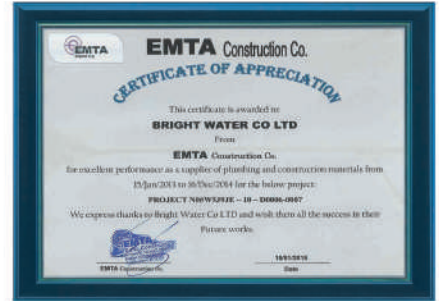 EMTA
EMTA Construction Co.
CERTIFICATE OF APPRECIATION
This certificate is awarded to:
BRIGHT WATER CO LTD
From
EMTA Construction Co.
for excellent performance as a supplier of plumbing and construction materials from
15/Jan/2013 to 16/Dec/2014 for the below project:
PROJECT
We express thanks to Bright Water Co LTD and wish them all the success in their
Future works.
EMTA
EMTA Construction Co.
Date